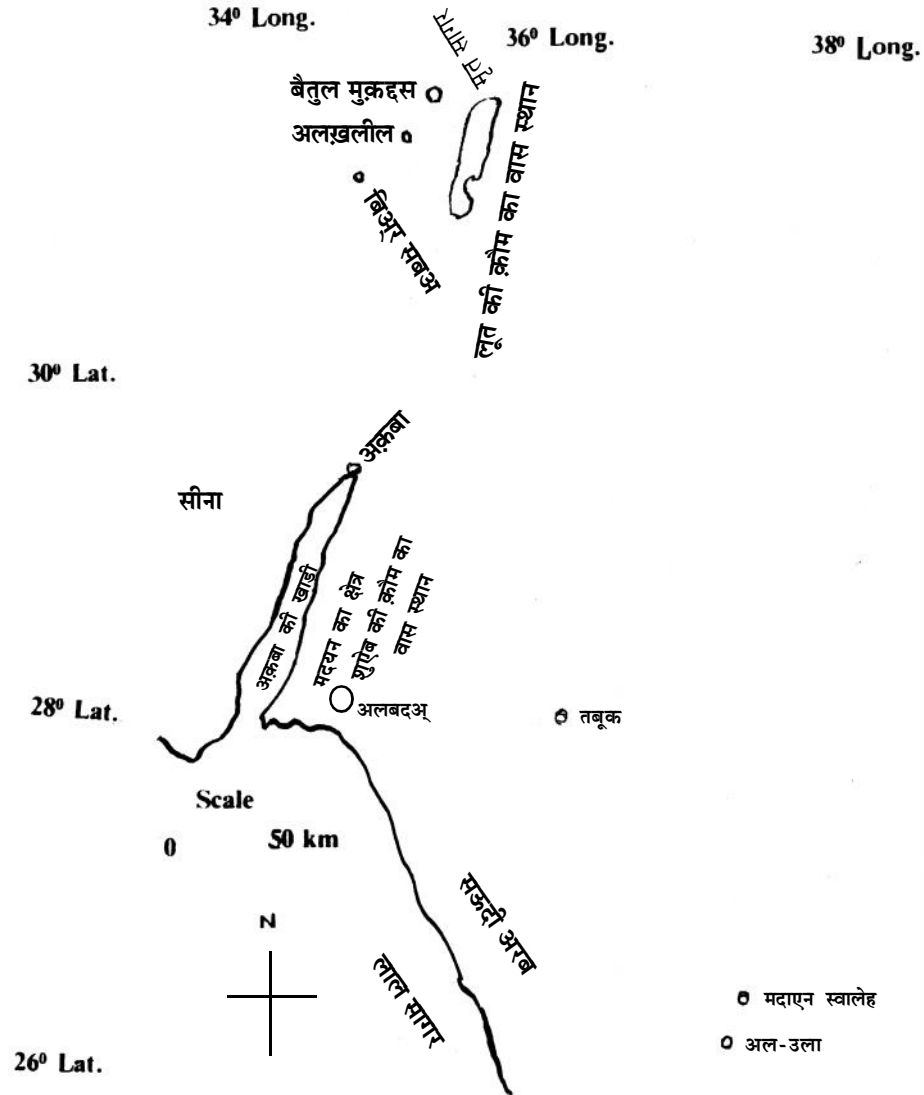 34⁰ Long.
36⁰ Long.
38⁰ Long.
मृत सागर
बैतुल मुक़द्दस
अलख़लील
बिअ्र सबअ
लूत की क़ौम का वास स्थान
30⁰ Lat.
अक़बा
सीना
अक़बा की खाड़ी
मदयन का क्षेत्र
शुऐब की क़ौम का
वास स्थान
28⁰ Lat.
अलबदअ्
तबूक
Scale
0 50 km
N
सऊदी अरब
लाल सागर
मदाएन स्वालेह
अल-उला
26⁰ Lat.